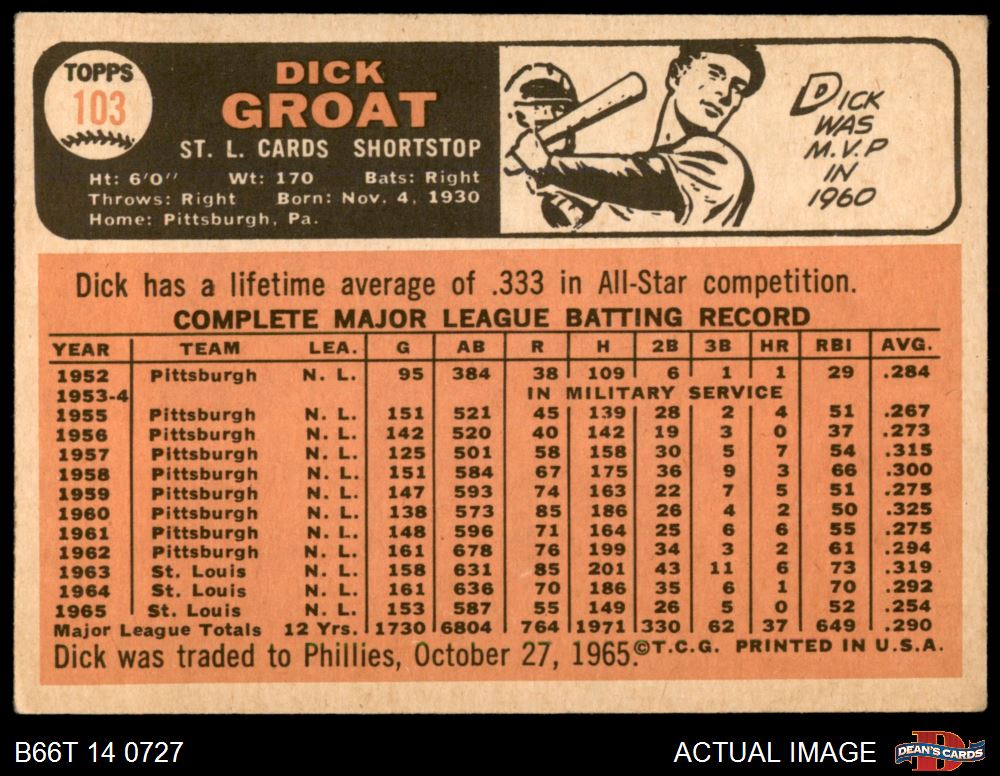 TOPPS
103
DICK
GROAT
ST. L. CARDS SHORTSTOP
Ht: 6'0" Wt: 170 Bats: Right
Throws: Right Born: Nov. 4, 1930
Home: Pittsburgh, Pa.
DICK
WAS
M.V.P
IN
1960
Dick has a lifetime average of .333 in All-Star competition.
COMPLETE MAJOR LEAGUE BATTING RECORD
YEAR TEAM LEA. G AB R H 2B 3B HR RBI AVG.
1952 Pittsburgh N. L. 95 384 38 109 6 1 1 29 .284
1953-4 IN MILITARY SERVICE
1955 Pittsburgh N. L. 151 521 45 139 28 2 4 51 .267
1956 Pittsburgh N. L. 142 520 40 142 19 3 0 37 .273
1957 Pittsburgh N. L. 125 501 58 158 30 5 7 54 .315
1958 Pittsburgh N. L. 151 584 67 175 36 9 3 66 .300
1959 Pittsburgh N. L. 147 593 74 163 22 7 5 51 .275
1960 Pittsburgh N. L. 138 573 85 186 26 4 2 50 .325
1961 Pittsburgh N. L. 148 596 71 164 25 6 6 55 .275
1962 Pittsburgh N. L. 161 678 76 199 34 3 2 61 .294
1963 St. Louis N. L. 158 631 85 201 43 11 6 73 .319
1964 St. Louis N. L. 161 636 70 186 35 6 1 70 .292
1965 St. Louis N. L. 153 587 55 149 26 5 0 52 .254
Major League Totals 12 Yrs. 1730 6804 764 1971 330 62 37 649 .290
Dick was traded to Phillies, October 27, 1965. ©T.C.G. PRINTED IN U.S.A.
B66T 14 0727 ACTUAL IMAGE D DEAN'S CARDS